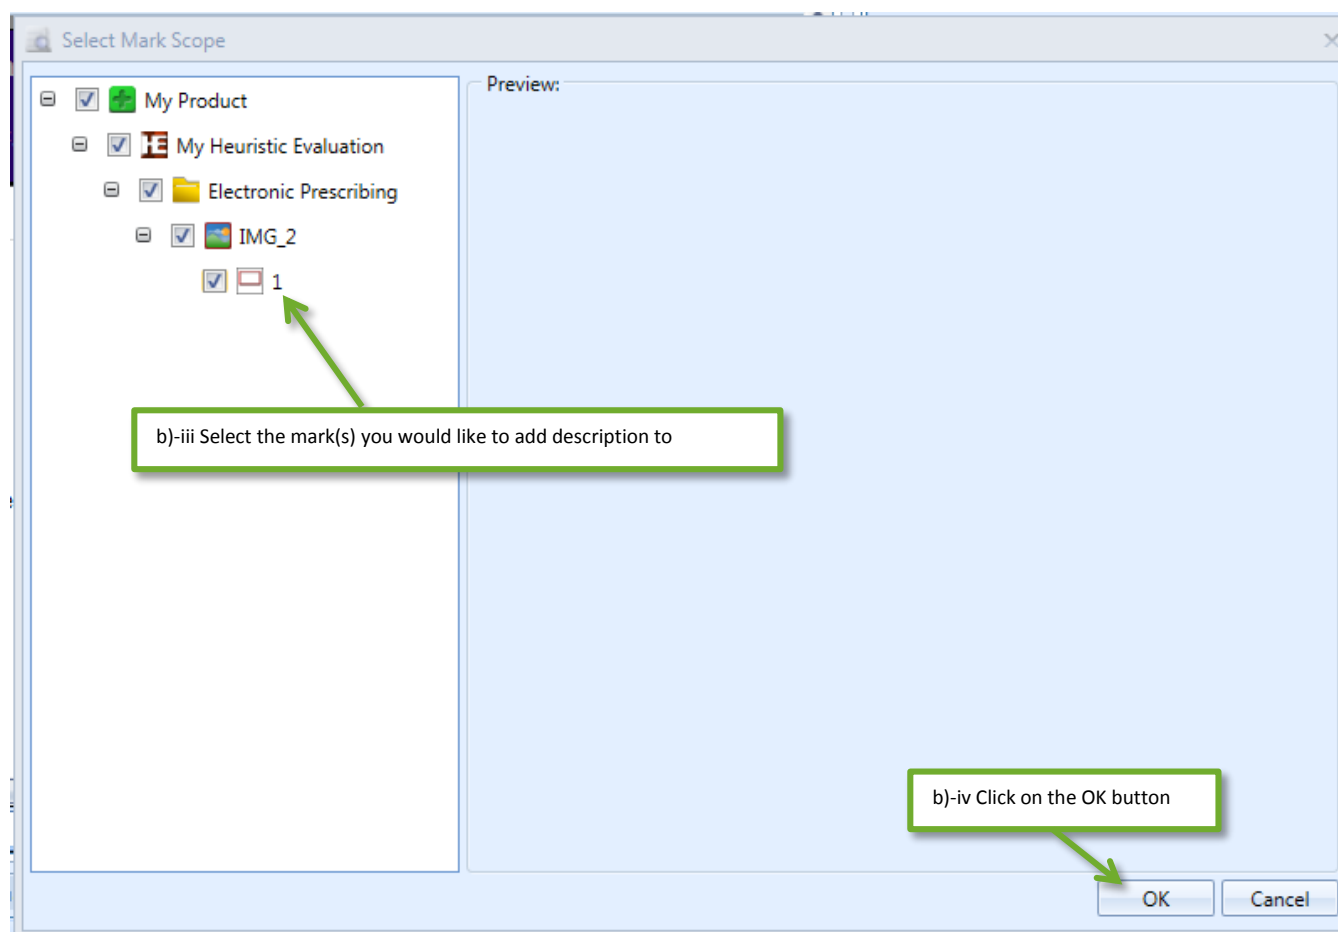 Select Mark Scope
My Product
My Heuristic Evaluation
Electronic Prescribing
IMG_2
1
Preview:
b)-iii Select the mark(s) you would like to add description to
b)-iv Click on the OK button
OK
Cancel